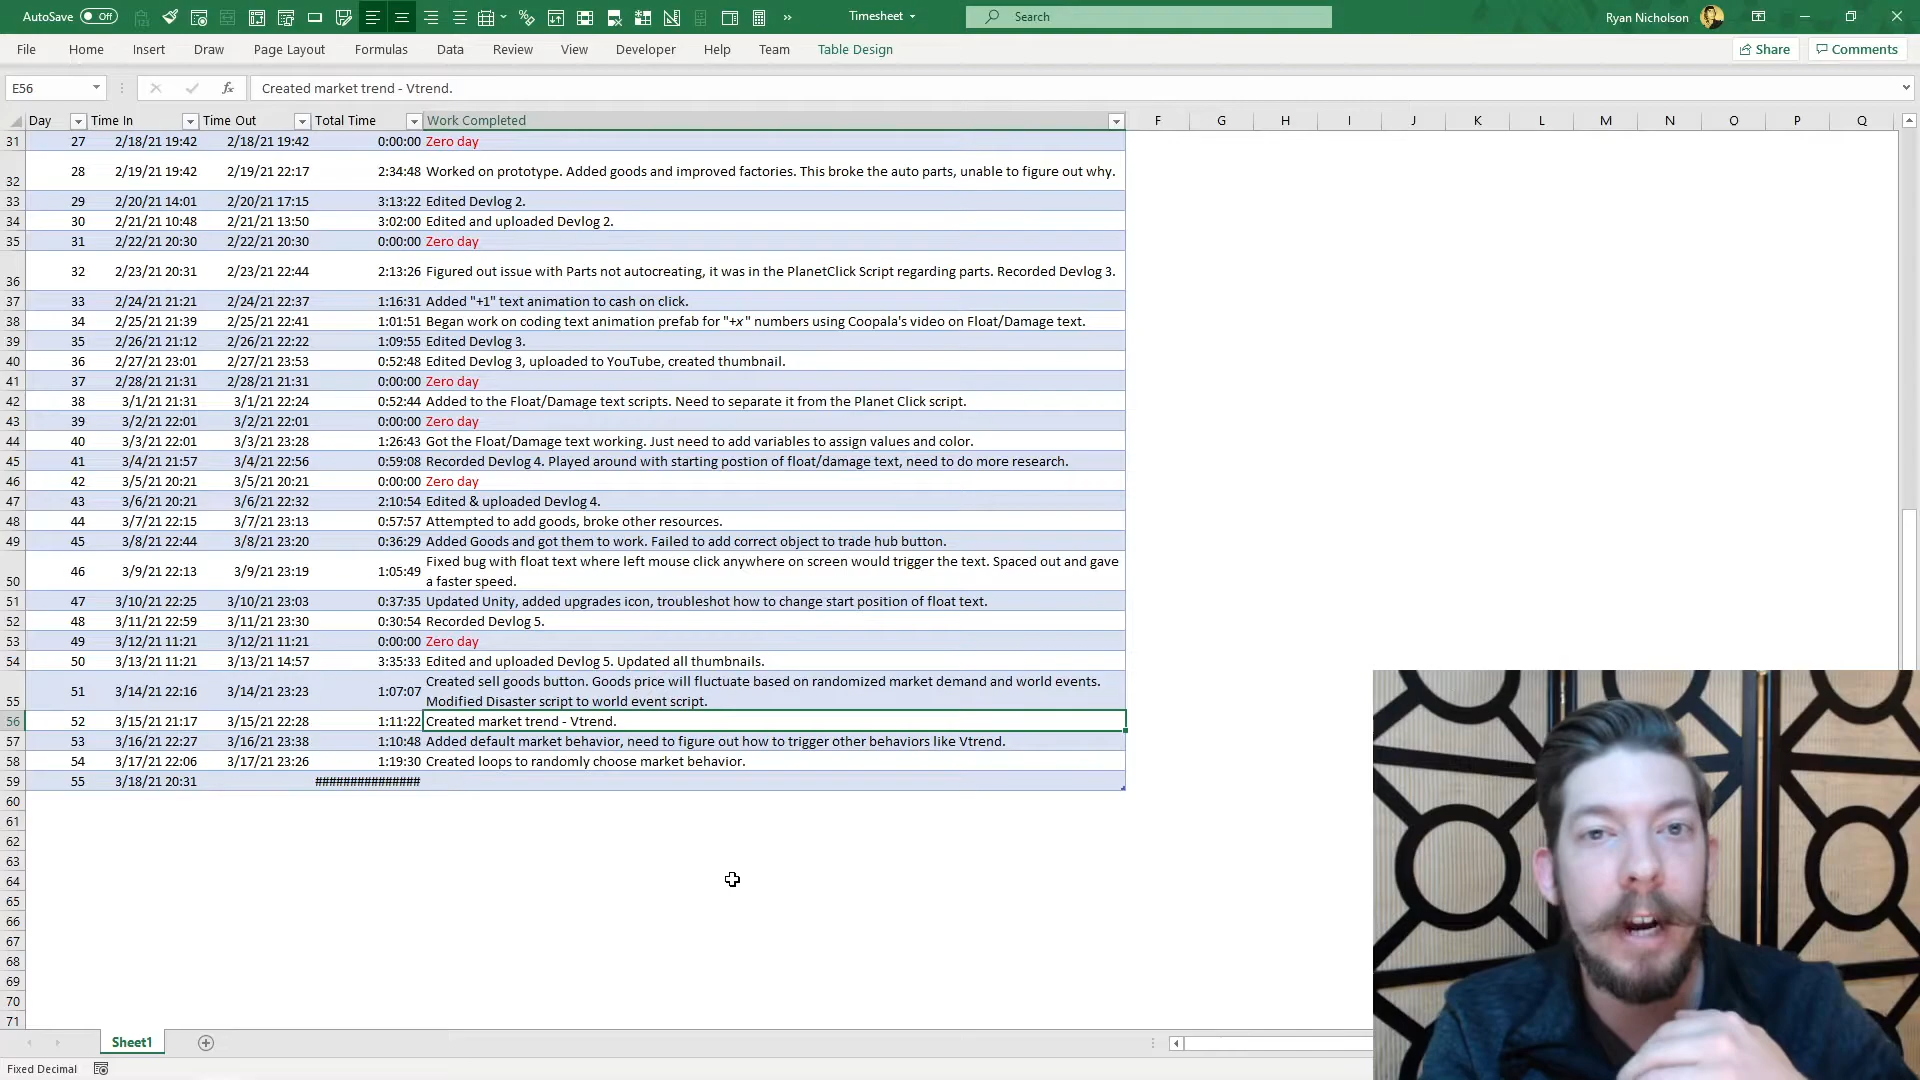 AutoSave Off Timesheet Search Ryan Nicholson
File Home Insert Draw Page Layout Formulas Data Review View Developer Help Team Table Design Share Comments
E56 fx Created market trend - Vtrend.
Day Time In Time Out Total Time Work Completed F G H I J K L M N O P Q
31 27 2/18/21 19:42 2/18/21 19:42 0:00:00 Zero day
32 28 2/19/21 19:42 2/19/21 22:17 2:34:48 Worked on prototype. Added goods and improved factories. This broke the auto parts, unable to figure out why.
33 29 2/20/21 14:01 2/20/21 17:15 3:13:22 Edited Devlog 2.
34 30 2/21/21 10:48 2/21/21 13:50 3:02:00 Edited and uploaded Devlog 2.
35 31 2/22/21 20:30 2/22/21 20:30 0:00:00 Zero day
36 32 2/23/21 20:31 2/23/21 22:44 2:13:26 Figured out issue with Parts not autocreating, it was in the PlanetClick Script regarding parts. Recorded Devlog 3.
37 33 2/24/21 21:21 2/24/21 22:37 1:16:31 Added "+1" text animation to cash on click.
38 34 2/25/21 21:39 2/25/21 22:41 1:01:51 Began work on coding text animation prefab for "+x" numbers using Coopala's video on Float/Damage text.
39 35 2/26/21 21:12 2/26/21 22:22 1:09:55 Edited Devlog 3.
40 36 2/27/21 23:01 2/27/21 23:53 0:52:48 Edited Devlog 3, uploaded to YouTube, created thumbnail.
41 37 2/28/21 21:31 2/28/21 21:31 0:00:00 Zero day
42 38 3/1/21 21:31 3/1/21 22:24 0:52:44 Added to the Float/Damage text scripts. Need to separate it from the Planet Click script.
43 39 3/2/21 22:01 3/2/21 22:01 0:00:00 Zero day
44 40 3/3/21 22:01 3/3/21 23:28 1:26:43 Got the Float/Damage text working. Just need to add variables to assign values and color.
45 41 3/4/21 21:57 3/4/21 22:56 0:59:08 Recorded Devlog 4. Played around with starting postion of float/damage text, need to do more research.
46 42 3/5/21 20:21 3/5/21 20:21 0:00:00 Zero day
47 43 3/6/21 20:21 3/6/21 22:32 2:10:54 Edited & uploaded Devlog 4.
48 44 3/7/21 22:15 3/7/21 23:13 0:57:57 Attempted to add goods, broke other resources.
49 45 3/8/21 22:44 3/8/21 23:20 0:36:29 Added Goods and got them to work. Failed to add correct object to trade hub button.
50 46 3/9/21 22:13 3/9/21 23:19 1:05:49 Fixed bug with float text where left mouse click anywhere on screen would trigger the text. Spaced out and gave
a faster speed.
51 47 3/10/21 22:25 3/10/21 23:03 0:37:35 Updated Unity, added upgrades icon, troubleshot how to change start position of float text.
52 48 3/11/21 22:59 3/11/21 23:30 0:30:54 Recorded Devlog 5.
53 49 3/12/21 11:21 3/12/21 11:21 0:00:00 Zero day
54 50 3/13/21 11:21 3/13/21 14:57 3:35:33 Edited and uploaded Devlog 5. Updated all thumbnails.
55 51 3/14/21 22:16 3/14/21 23:23 1:07:07 Created sell goods button. Goods price will fluctuate based on randomized market demand and world events.
Modified Disaster script to world event script.
56 52 3/15/21 21:17 3/15/21 22:28 1:11:22 Created market trend - Vtrend.
57 53 3/16/21 22:27 3/16/21 23:38 1:10:48 Added default market behavior, need to figure out how to trigger other behaviors like Vtrend.
58 54 3/17/21 22:06 3/17/21 23:26 1:19:30 Created loops to randomly choose market behavior.
59 55 3/18/21 20:31 ###############
60
61
62
63
64
65
66
67
68
69
70
71
Sheet1
Fixed Decimal